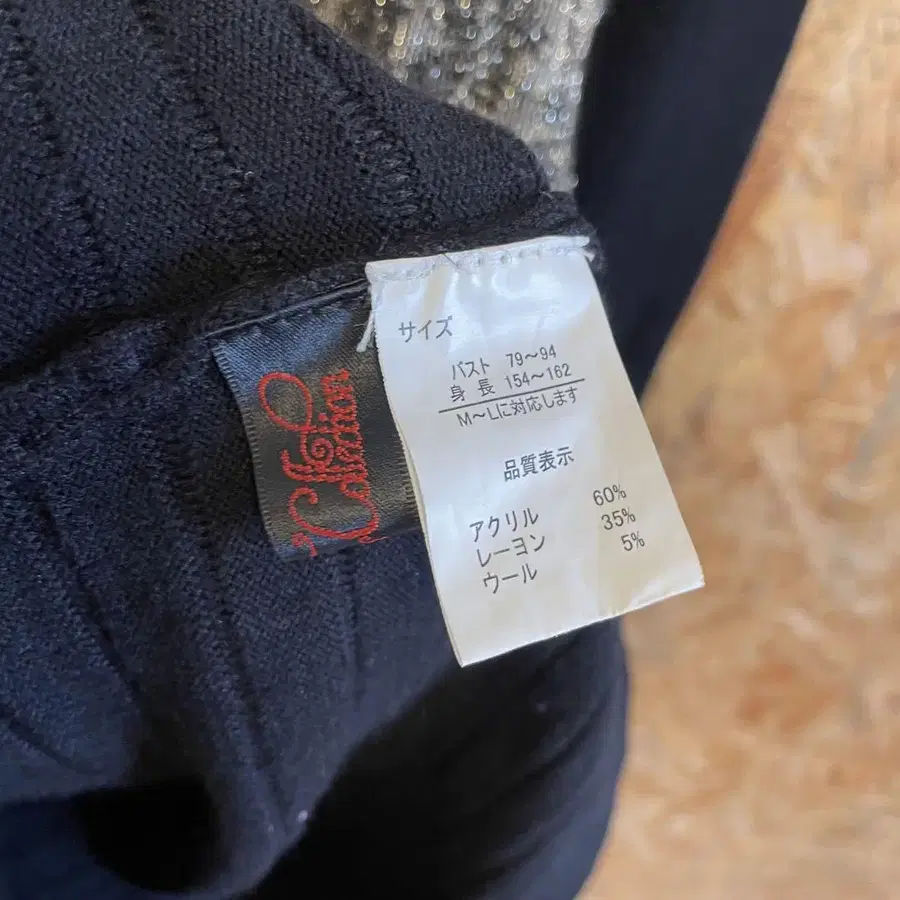 サイズ
バスト 79～94
身長 154～162
M～Lに対応します
品質表示
アクリル 60%
レーヨン 35%
ウール 5%
Collection